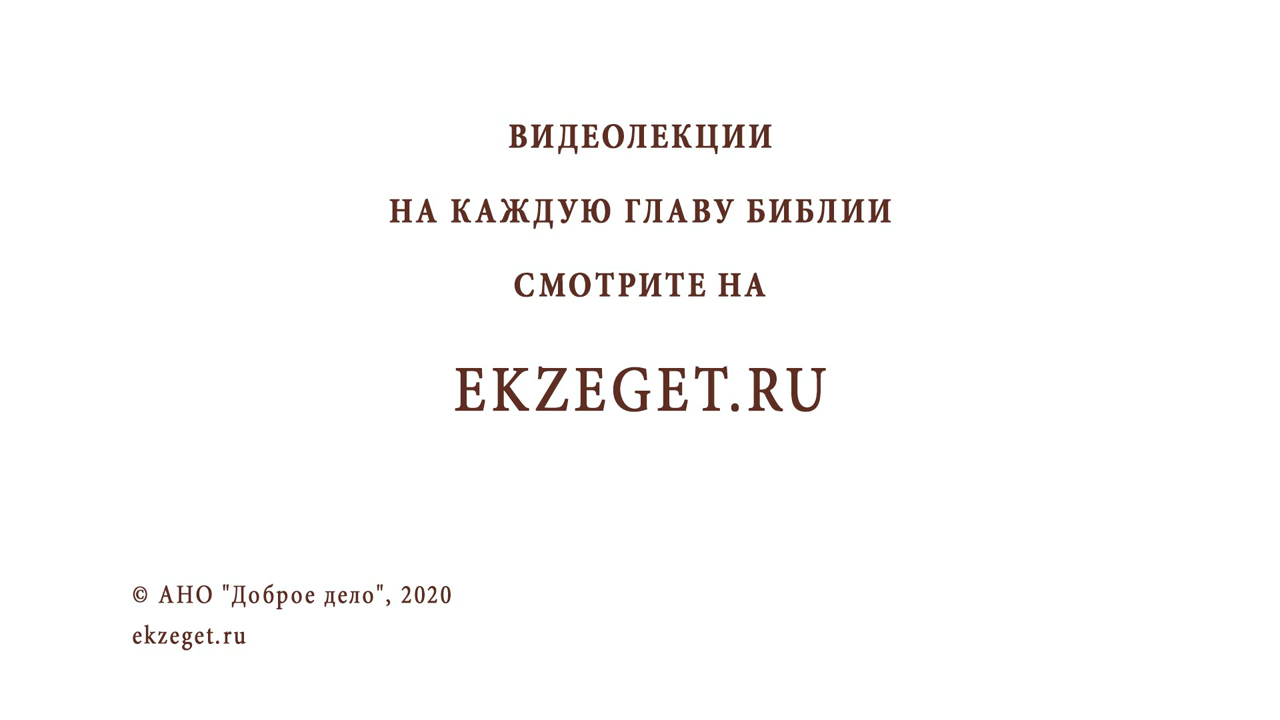 ВИДЕОЛЕКЦИИ
НА КАЖДУЮ ГЛАВУ БИБЛИИ
СМОТРИТЕ НА
EKZEGET.RU
© АНО "Доброе дело", 2020
ekzeget.ru